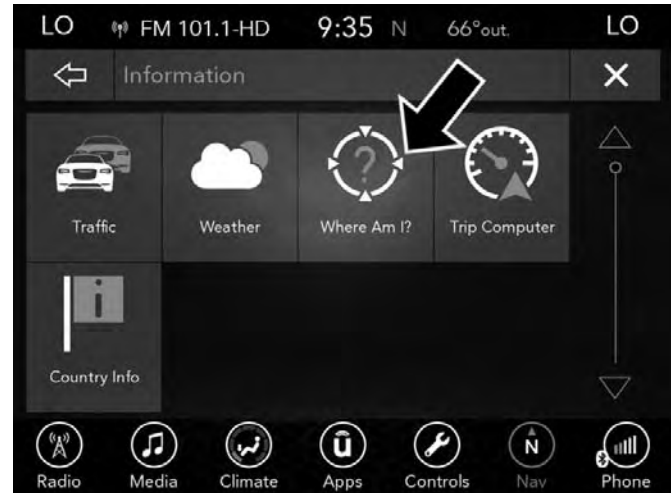 LO FM 101.1-HD 9:35 N 66°out. LO
Information X
?
Traffic Weather Where Am I? Trip Computer
i
Country Info
ū N
Radio Media Climate Apps Controls Nav Phone